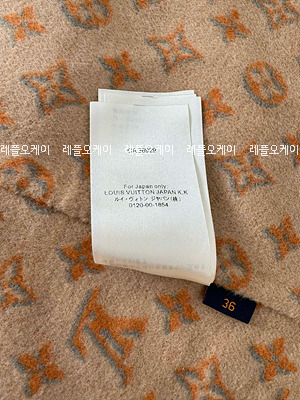 레플오케이 레플오케이 레플오케이 레플오케이 레플오케이
For Japan only
LOUIS VUITTON JAPAN K.K
ルイ・ヴィトン ジャパン(株)
0120-00-1854
36